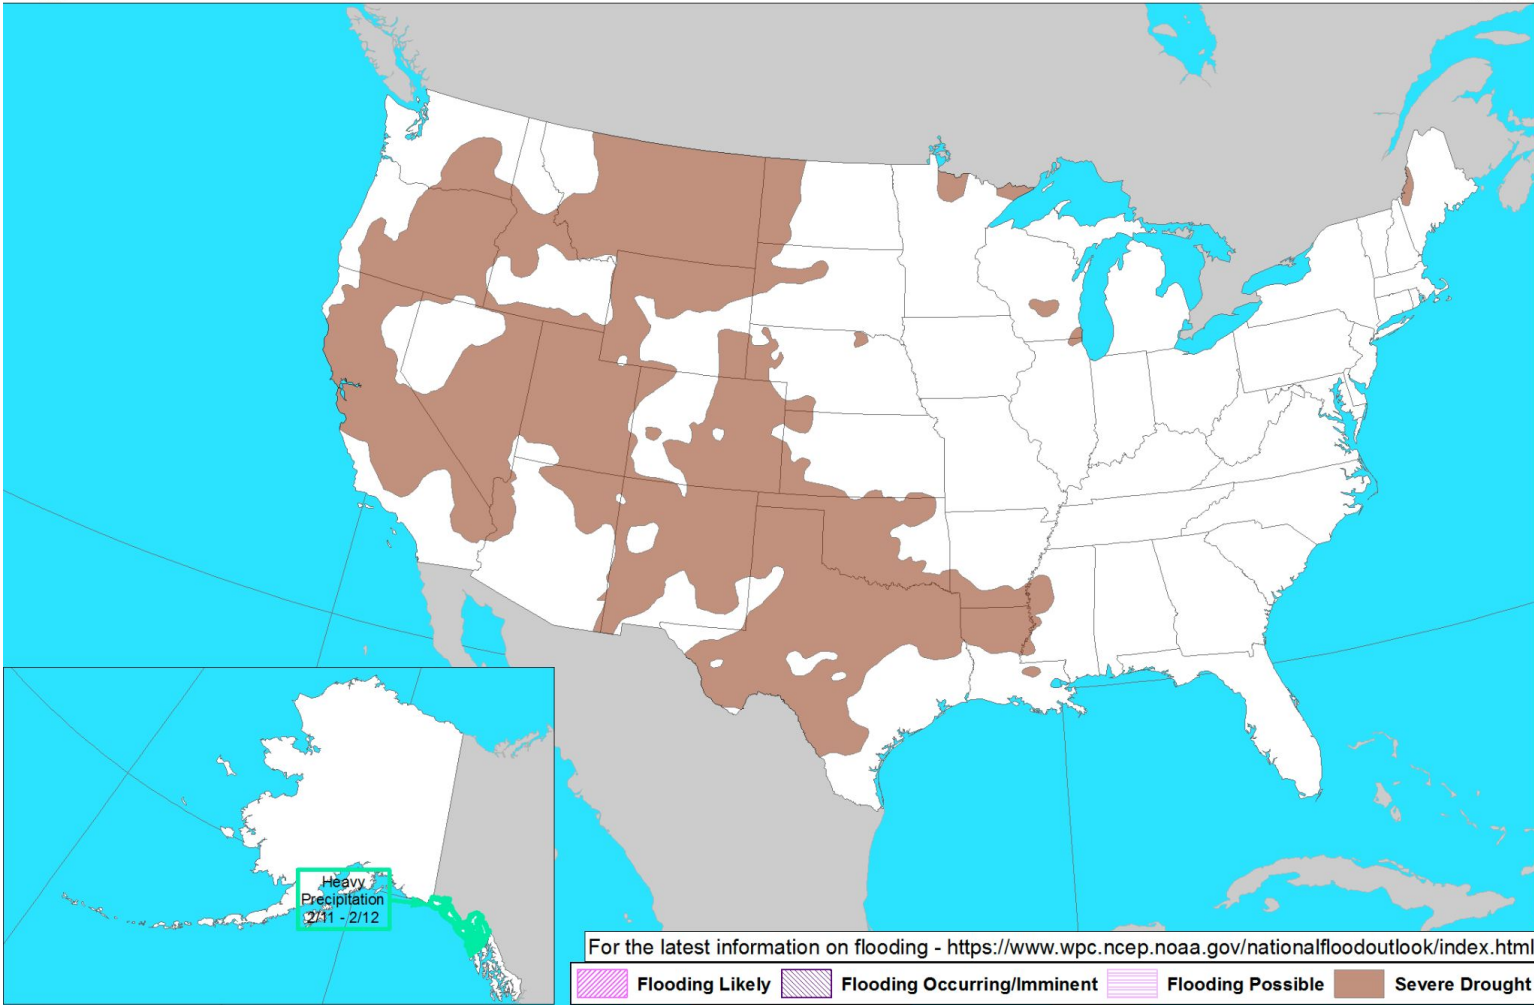 Heavy
Precipitation
2/11 - 2/12
For the latest information on flooding - https://www.wpc.ncep.noaa.gov/nationalfloodoutlook/index.html
Flooding Likely Flooding Occurring/Imminent Flooding Possible Severe Drought